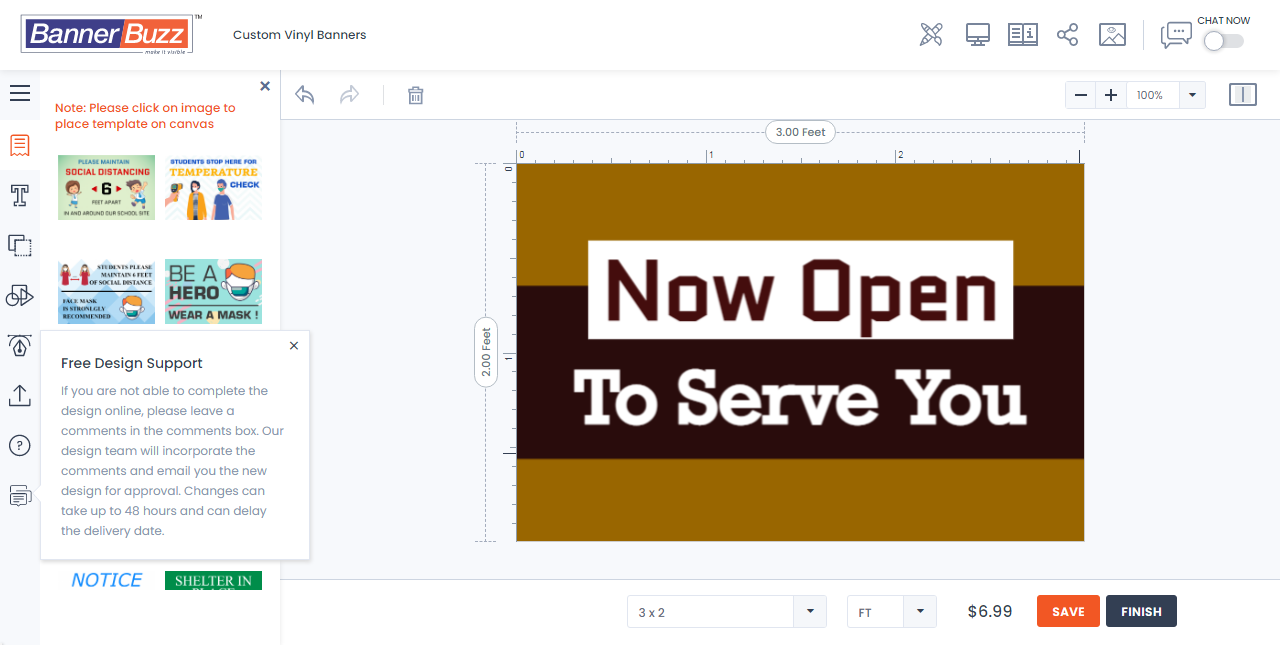 BannerBuzz™
make it visible
Custom Vinyl Banners
CHAT NOW
Note: Please click on image to
place template on canvas
100%
PLEASE MAINTAIN
SOCIAL DISTANCING
6
FEET APART
IN AND AROUND OUR SCHOOL SITE
STUDENTS STOP HERE FOR
TEMPERATURE
CHECK
STUDENTS PLEASE
MAINTAIN 6 FEET
OF SOCIAL DISTANCE
FACE MASK
IS STRONLGLY
RECOMMENDED
BE A
HERO
WEAR A MASK !
Free Design Support
If you are not able to complete the
design online, please leave a
comments in the comments box. Our
design team will incorporate the
comments and email you the new
design for approval. Changes can
take up to 48 hours and can delay
the delivery date.
NOTICE
SHELTER IN
PLACE
3.00 Feet
0 1 2
2.00 Feet
0
1
Now Open
To Serve You
3 x 2
FT
$6.99
SAVE
FINISH